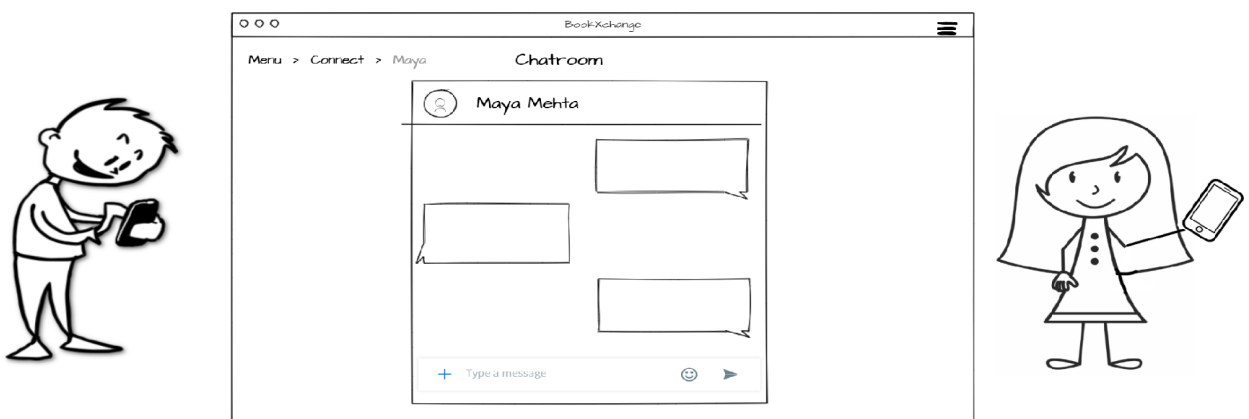 BookXchange
Menu > Connect > Maya
Chatroom
Maya Mehta
Type a message